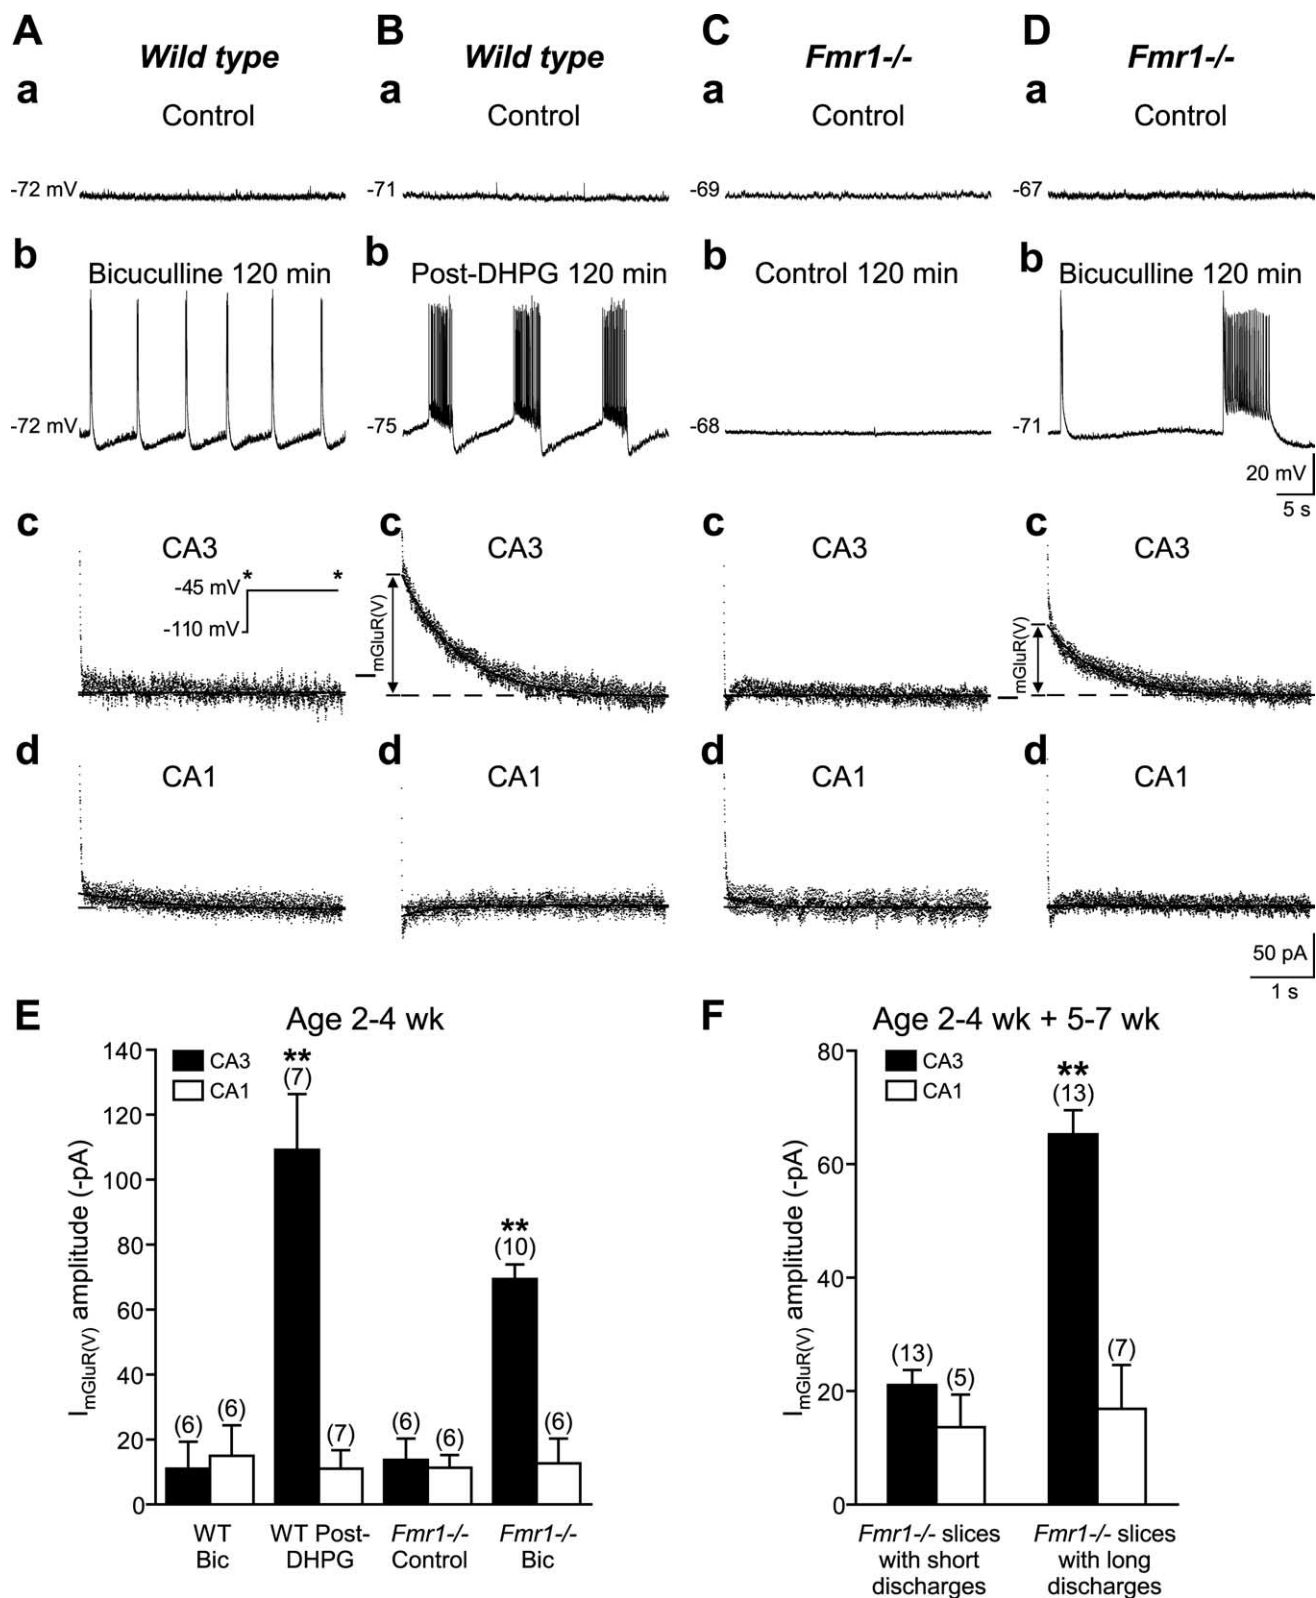 A
B
C
D
Wild type
Wild type
Fmr1-/-
Fmr1-/-
a
a
a
a
Control
Control
Control
Control
-72 mV
-71
-69
-67
b
b
b
b
Bicuculline 120 min
Post-DHPG 120 min
Control 120 min
Bicuculline 120 min
-72 mV
-75
-68
-71
20 mV
5 s
c
c
c
c
CA3
CA3
CA3
CA3
* *
-45 mV
-110 mV
ImGluR(V)
ImGluR(V)
d
d
d
d
CA1
CA1
CA1
CA1
50 pA
1 s
E
Age 2-4 wk
CA3
CA1
ImGluR(V) amplitude (-pA)
140
120
100
80
60
40
20
0
(6)
(6)
**
(7)
(7)
(6)
(6)
**
(10)
(6)
WT
Bic
WT Post-
DHPG
Fmr1-/-
Control
Fmr1-/-
Bic
F
Age 2-4 wk + 5-7 wk
CA3
CA1
ImGluR(V) amplitude (-pA)
80
60
40
20
0
(13)
(5)
**
(13)
(7)
Fmr1-/- slices
with short
discharges
Fmr1-/- slices
with long
discharges